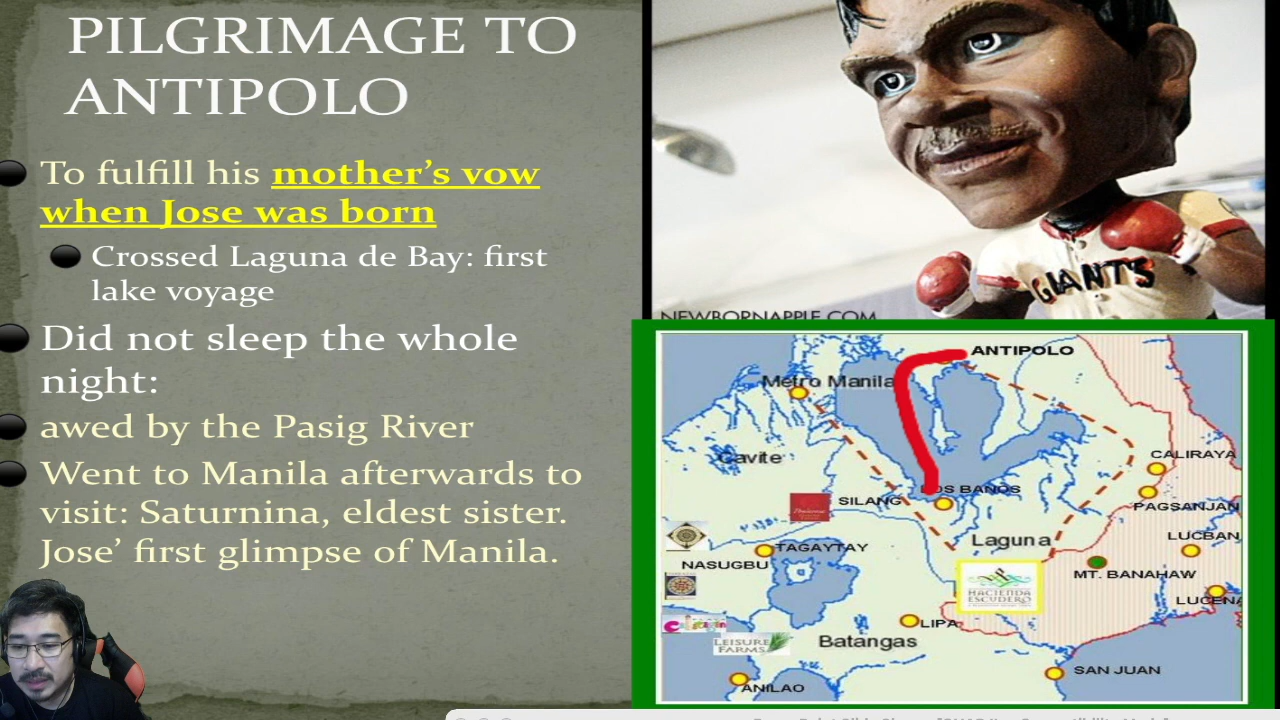 PILGRIMAGE TO
ANTIPOLO
To fulfill his mother’s vow
when Jose was born
Crossed Laguna de Bay: first
lake voyage
Did not sleep the whole
night:
awed by the Pasig River
Went to Manila afterwards to
visit: Saturnina, eldest sister.
Jose’ first glimpse of Manila.
GIANTS
NEWBORNAPPLE.COM
ANTIPOLO
Metro Manila
CALIRAYA
Cavite
OS BANOS
SILANG
PAGSANJAN
LUCBAN
Laguna
TAGAYTAY
NASUGBU
MT. BANAHAW
HACIENDA
ESCUDERO
LUCENA
LIPA
LEISURE
FARMS
Batangas
SAN JUAN
ANILAO